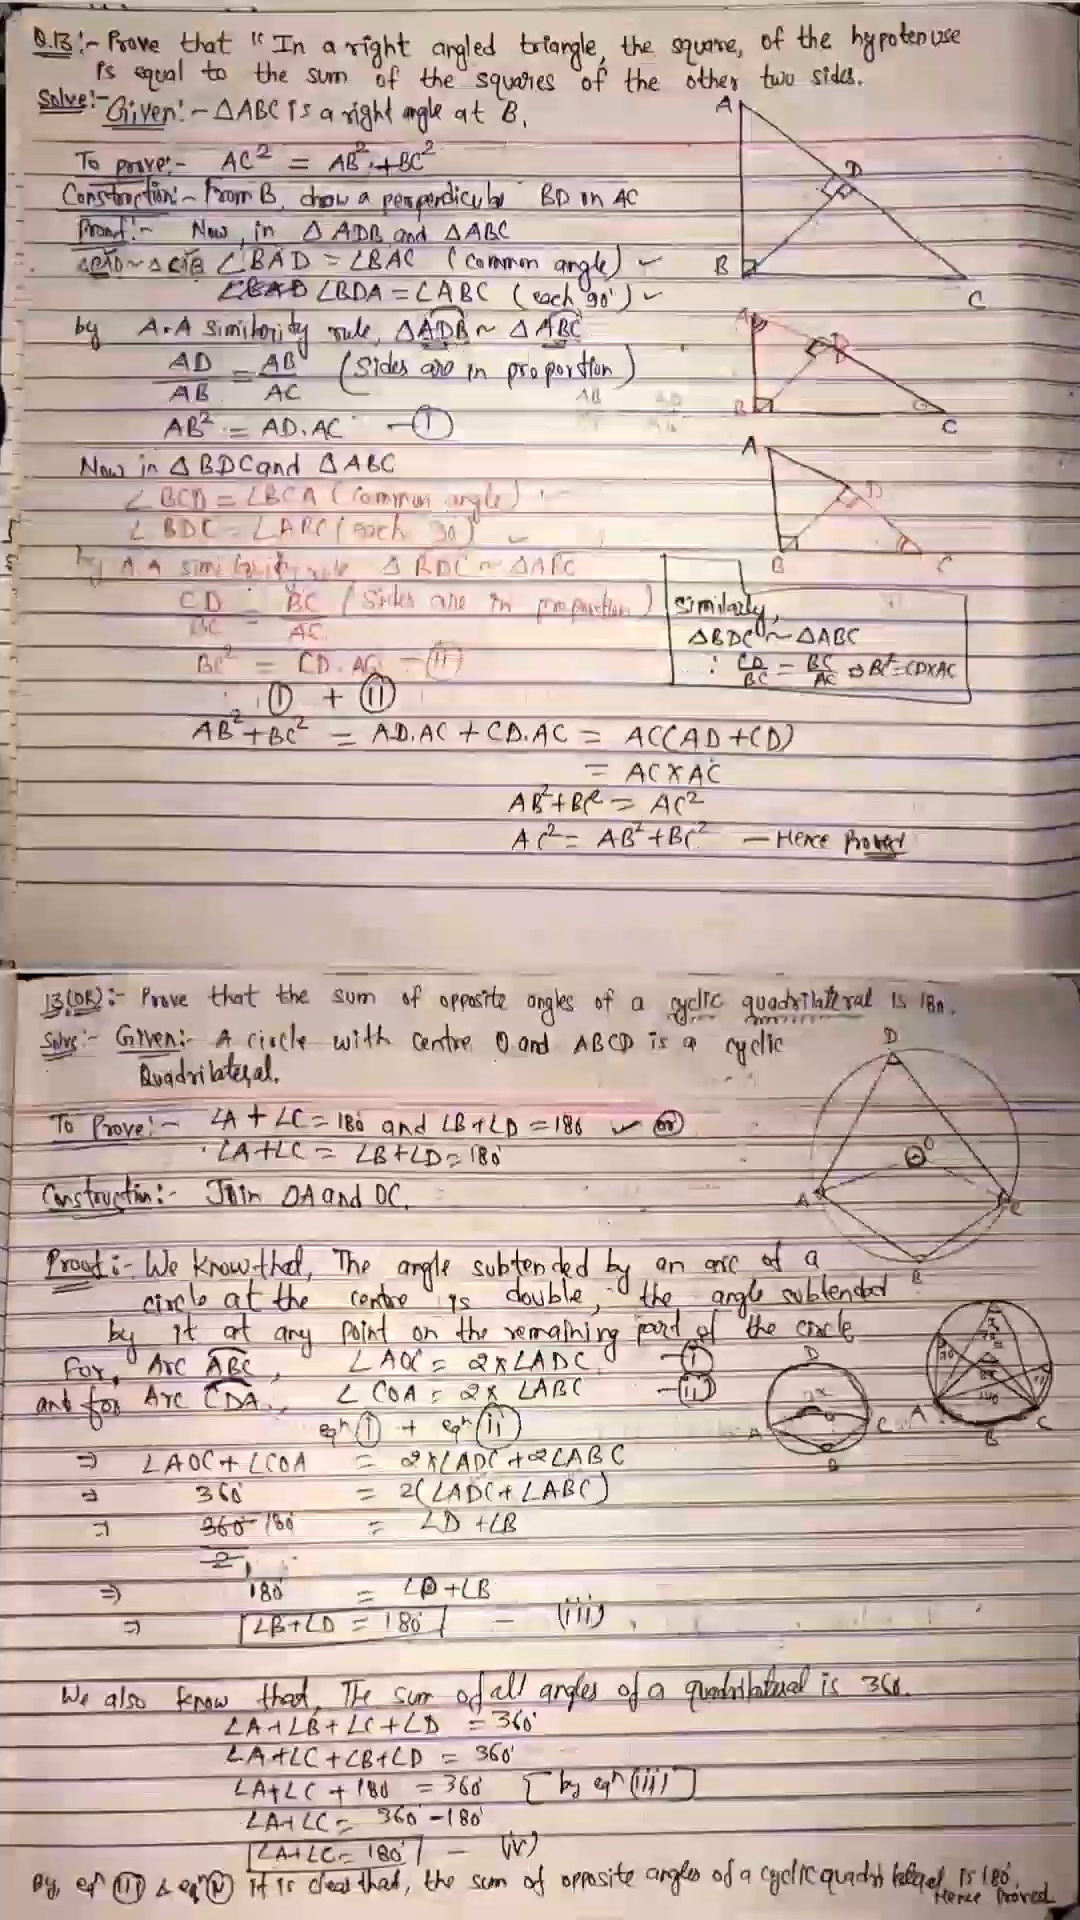 Q.13:- Prove that "In a right angled triangle, the square, of the hypotenuse
is equal to the sum of the squares of the other two sides.
Solve:- Given:- △ABC is a right angle at B.
To prove:- AC² = AB² + BC²
Construction:- From B, draw a perpendicular BD on AC
Proof:- Now, in △ADB and △ABC
∠BAD = ∠BAC (common angle) ✓
∠BDA = ∠ABC (each 90°) ✓
by A.A similarity rule, △ADB ~ △ABC
AD/AB = AB/AC (Sides are in proportion)
AB² = AD.AC — (I)
Now in △BDC and △ABC
∠BCD = ∠BCA (common angle)
∠BDC = ∠ABC (each 90°) ✓
by A.A similarity rule △BDC ~ △ABC
CD/BC = BC/AC (Sides are in proportion)
BC² = CD.AC — (II)
Similarly,
△BDC ~ △ABC
∴ CD/BC = BC/AC ⇒ BC² = CD×AC
(I) + (II)
AB² + BC² = AD.AC + CD.AC = AC(AD + CD)
= AC × AC
AB² + BC² = AC²
AC² = AB² + BC² — Hence Proved
A
D
B
C
A
D
B
C
A
D
B
C
13.(OR):- Prove that the sum of opposite angles of a cyclic quadrilateral is 180.
Solve:- Given:- A circle with centre O and ABCD is a cyclic
Quadrilateral.
To Prove:- ∠A + ∠C = 180° and ∠B + ∠D = 180 ✓ (or)
∠A + ∠C = ∠B + ∠D = 180°
Construction:- Join OA and OC.
D
O
A
C
B
Proof:- We know that, The angle subtended by an arc of a
circle at the centre is double, the angle subtended
by it at any point on the remaining part of the circle
For, Arc ABC, ∠AOC = 2×∠ADC — (i)
and for Arc CDA, ∠COA = 2×∠ABC — (ii)
eqⁿ (i) + eqⁿ (ii)
⇒ ∠AOC + ∠COA = 2×∠ADC + 2∠ABC
⇒ 360° = 2(∠ADC + ∠ABC)
⇒ 360° 180° = ∠D + ∠B
2
⇒ 180° = ∠D + ∠B
⇒ ∠B + ∠D = 180° — (iii)
D
A
C
B
A
B
C
We also know that, The sum of all angles of a quadrilateral is 360.
∠A + ∠B + ∠C + ∠D = 360°
∠A + ∠C + ∠B + ∠D = 360°
∠A + ∠C + 180 = 360° [by eqⁿ (iii)]
∠A + ∠C = 360° - 180°
∠A + ∠C = 180° — (iv)
By, eqⁿ (iii) & eqⁿ (iv) it is clear that, the sum of opposite angles of a cyclic quadrilateral is 180.
Hence Proved